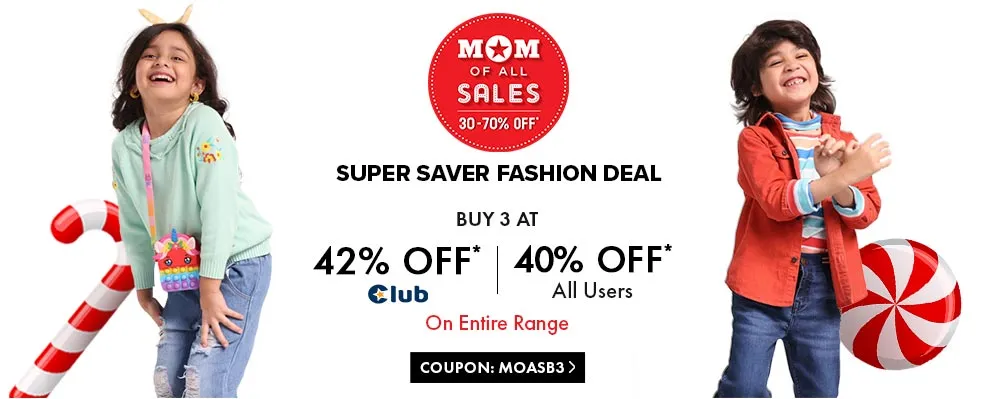 MOM
OF ALL
SALES
30-70% OFF*
SUPER SAVER FASHION DEAL
BUY 3 AT
42% OFF* | 40% OFF*
Club All Users
On Entire Range
COUPON: MOASB3 >